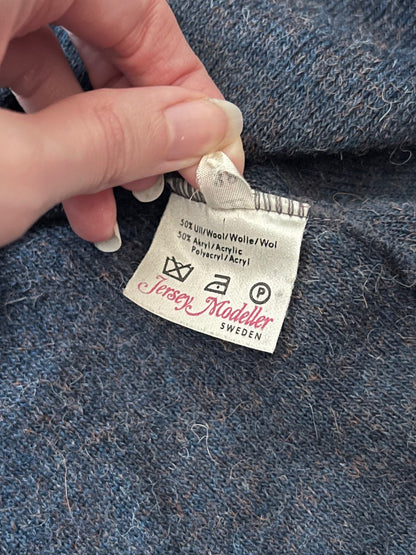 50% Ull/Wool/Wolle/Wol
50% Akryl/Acrylic
Polyacryl/Acryl
P
Jersey Modeller
SWEDEN